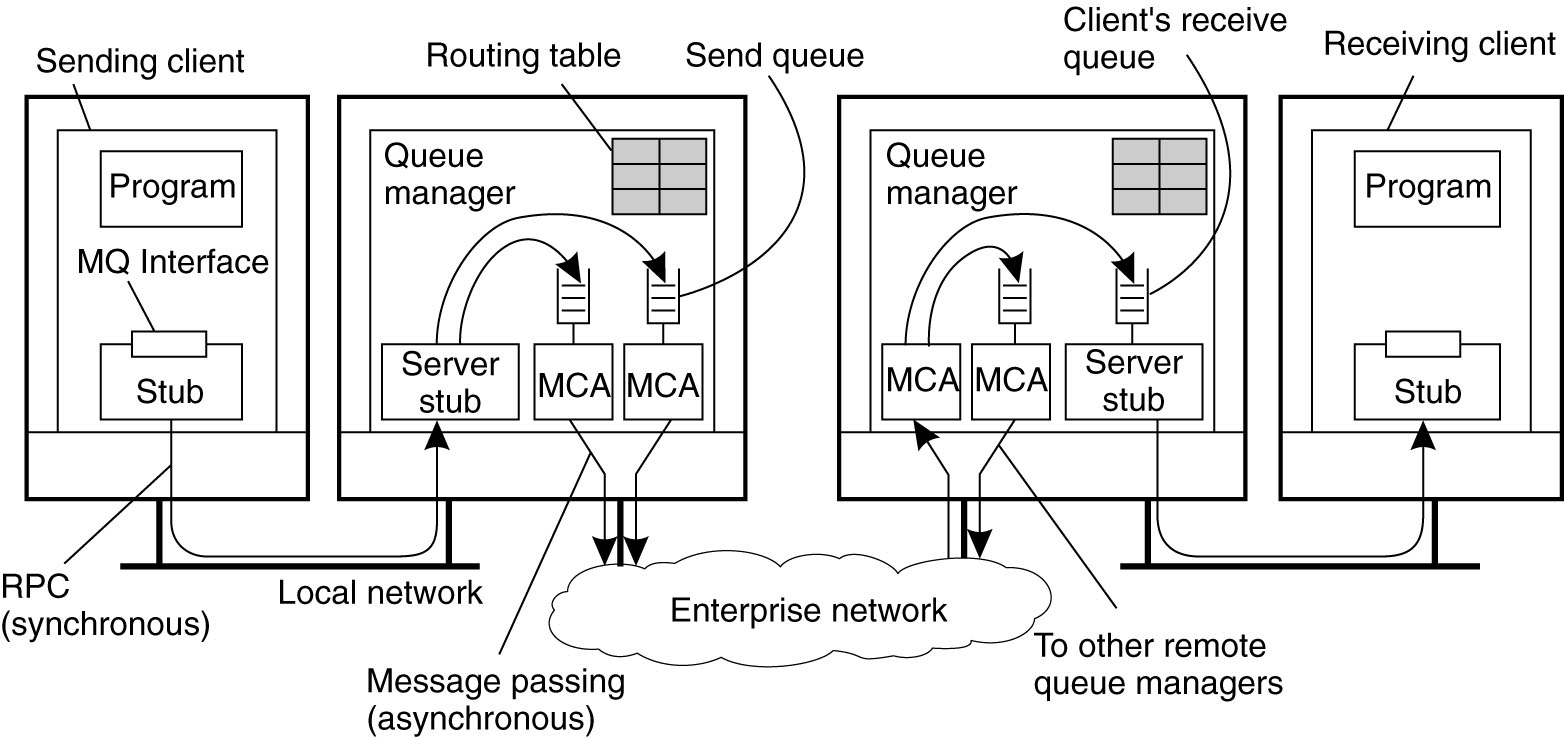 Sending client
Routing table
Send queue
Client's receive
queue
Receiving client
Queue
manager
Queue
manager
Program
Program
MQ Interface
Stub
Server
stub
MCA
MCA
MCA
MCA
Server
stub
Stub
RPC
(synchronous)
Local network
Enterprise network
Message passing
(asynchronous)
To other remote
queue managers